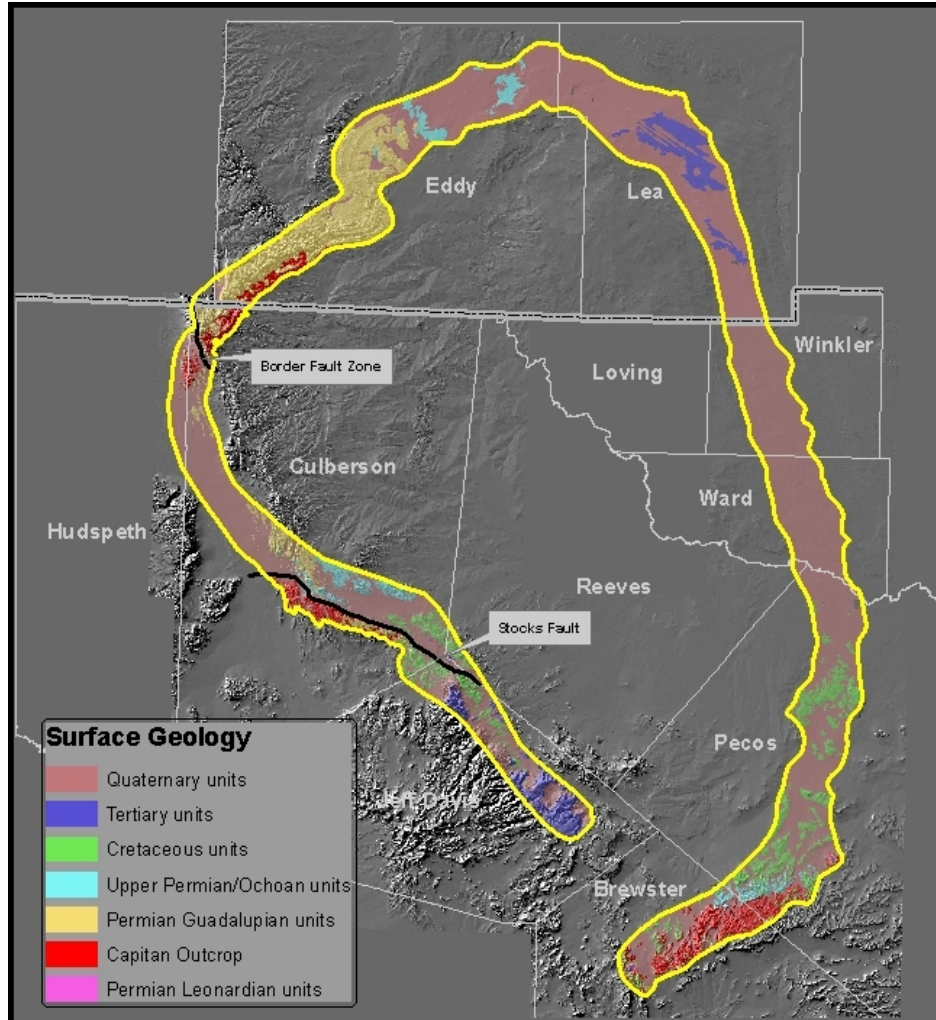 Eddy
Lea
Border Fault Zone
Winkler
Loving
Culberson
Ward
Hudspeth
Reeves
Stocks Fault
Pecos
Jeff Davis
Brewster
Surface Geology
Quaternary units
Tertiary units
Cretaceous units
Upper Permian/Ochoan units
Permian Guadalupian units
Capitan Outcrop
Permian Leonardian units